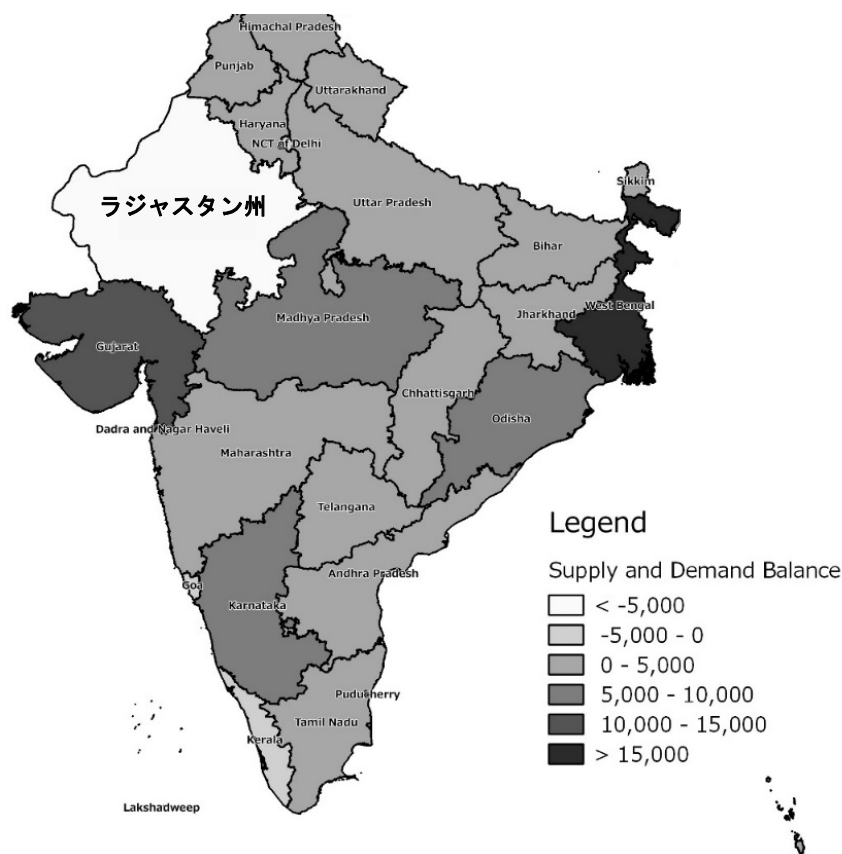 Himachal Pradesh
Punjab
Uttarakhand
Haryana
NCT of Delhi
Sikkim
ラジャスタン州
Uttar Pradesh
Bihar
West Bengal
Jharkhand
Madhya Pradesh
Gujarat
Chhattisgarh
Odisha
Dadra and Nagar Haveli
Maharashtra
Telangana
Legend
Supply and Demand Balance
Andhra Pradesh
Goa
Karnataka
< -5,000
-5,000 - 0
0 - 5,000
5,000 - 10,000
10,000 - 15,000
> 15,000
Puducherry
Tamil Nadu
Kerala
Lakshadweep